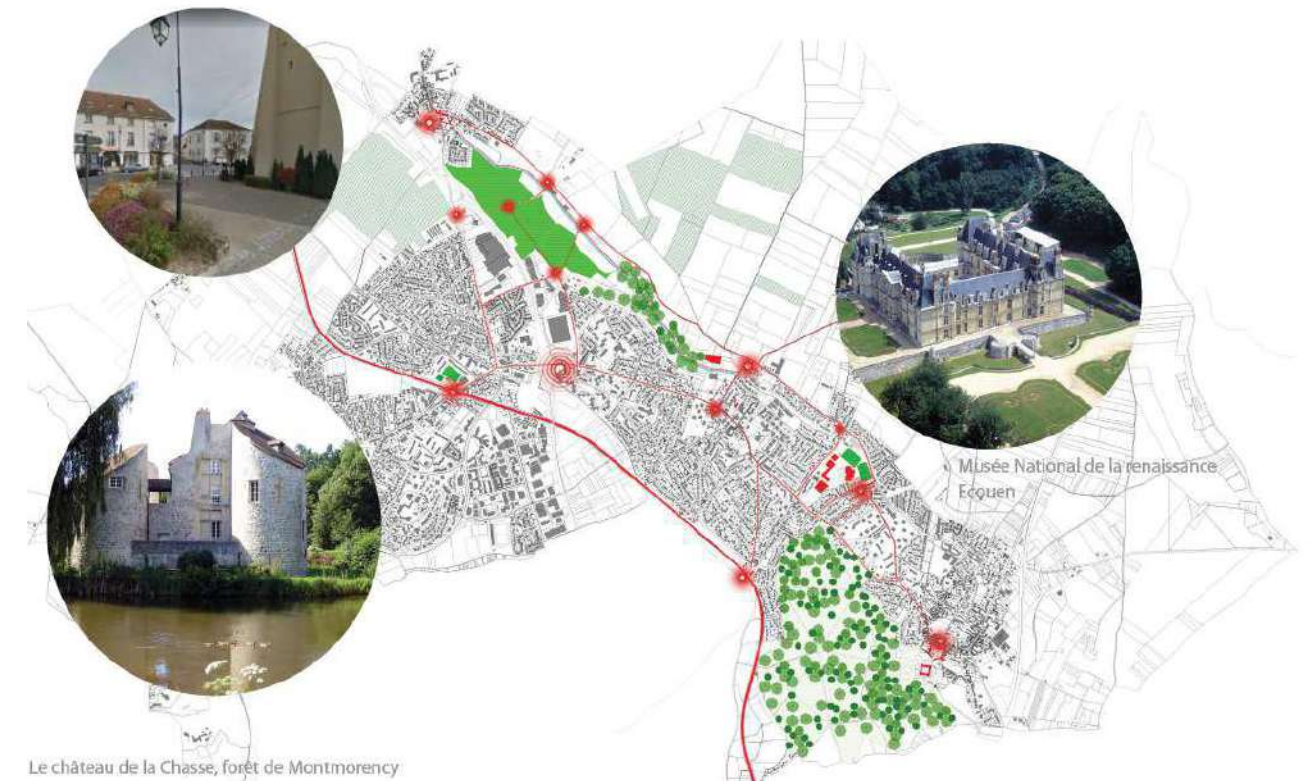 Musée National de la renaissance
Ecouen
Le château de la Chasse, forêt de Montmorency